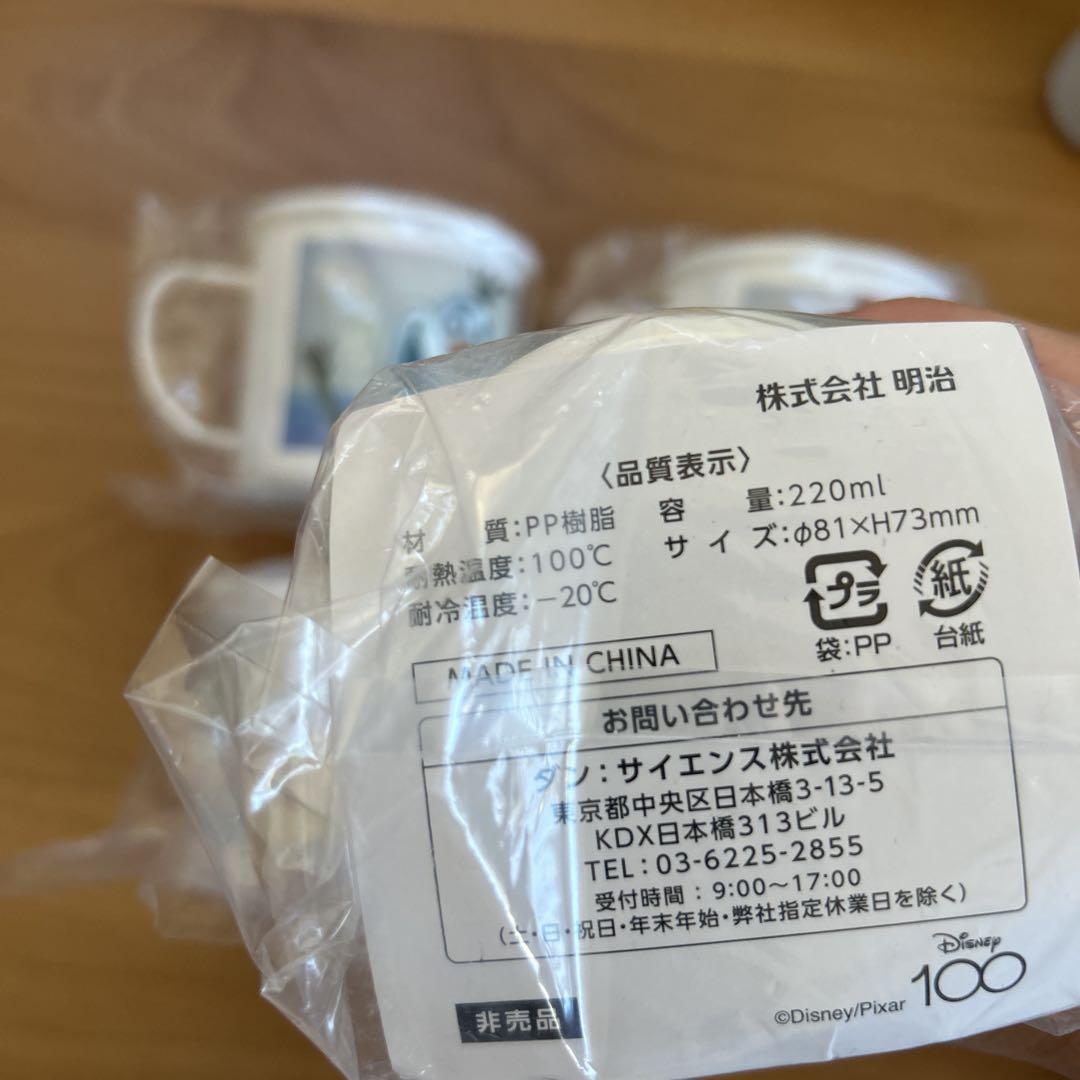 株式会社 明治
〈品質表示〉
材 質:PP樹脂 容 量:220ml
耐熱温度:100℃ サ イ ズ:φ81×H73mm
耐冷温度:−20℃
プラ 紙
袋:PP 台紙
MADE IN CHINA
お問い合わせ先
ダン:サイエンス株式会社
東京都中央区日本橋3-13-5
KDX日本橋313ビル
TEL:03-6225-2855
受付時間:9:00〜17:00
(土・日・祝日・年末年始・弊社指定休業日を除く)
非売品
©Disney/Pixar
Disney
100